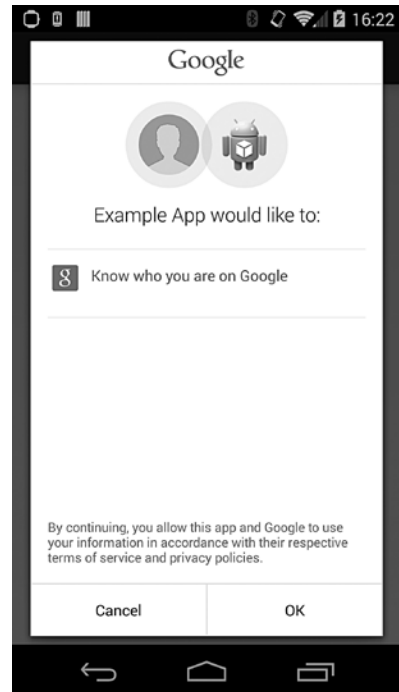 16:22
Google
Example App would like to:
g Know who you are on Google
By continuing, you allow this app and Google to use
your information in accordance with their respective
terms of service and privacy policies.
Cancel OK